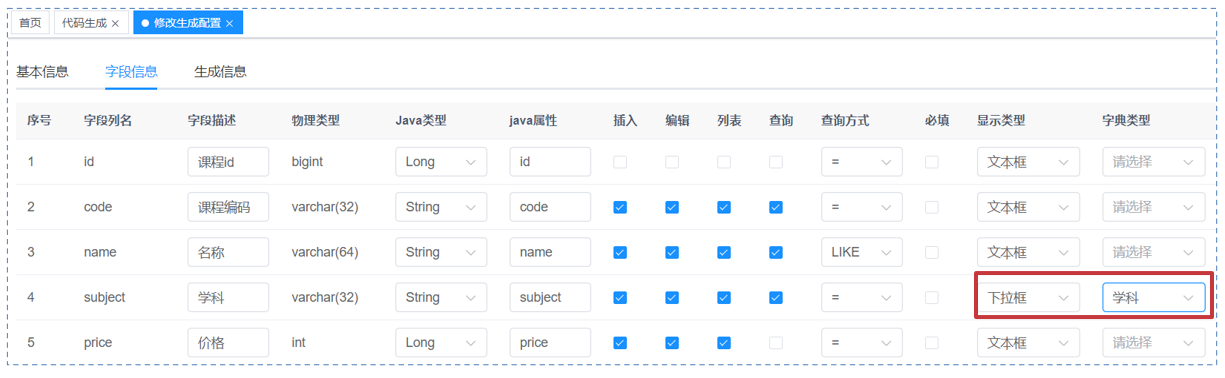 首页 代码生成 × 修改生成配置 ×
基本信息 字段信息 生成信息
序号 字段列名 字段描述 物理类型 Java类型 java属性 插入 编辑 列表 查询 查询方式 必填 显示类型 字典类型
1 id 课程id bigint Long id = 文本框 请选择
2 code 课程编码 varchar(32) String code = 文本框 请选择
3 name 名称 varchar(64) String name LIKE 文本框 请选择
4 subject 学科 varchar(32) String subject = 下拉框 学科
5 price 价格 int Long price = 文本框 请选择